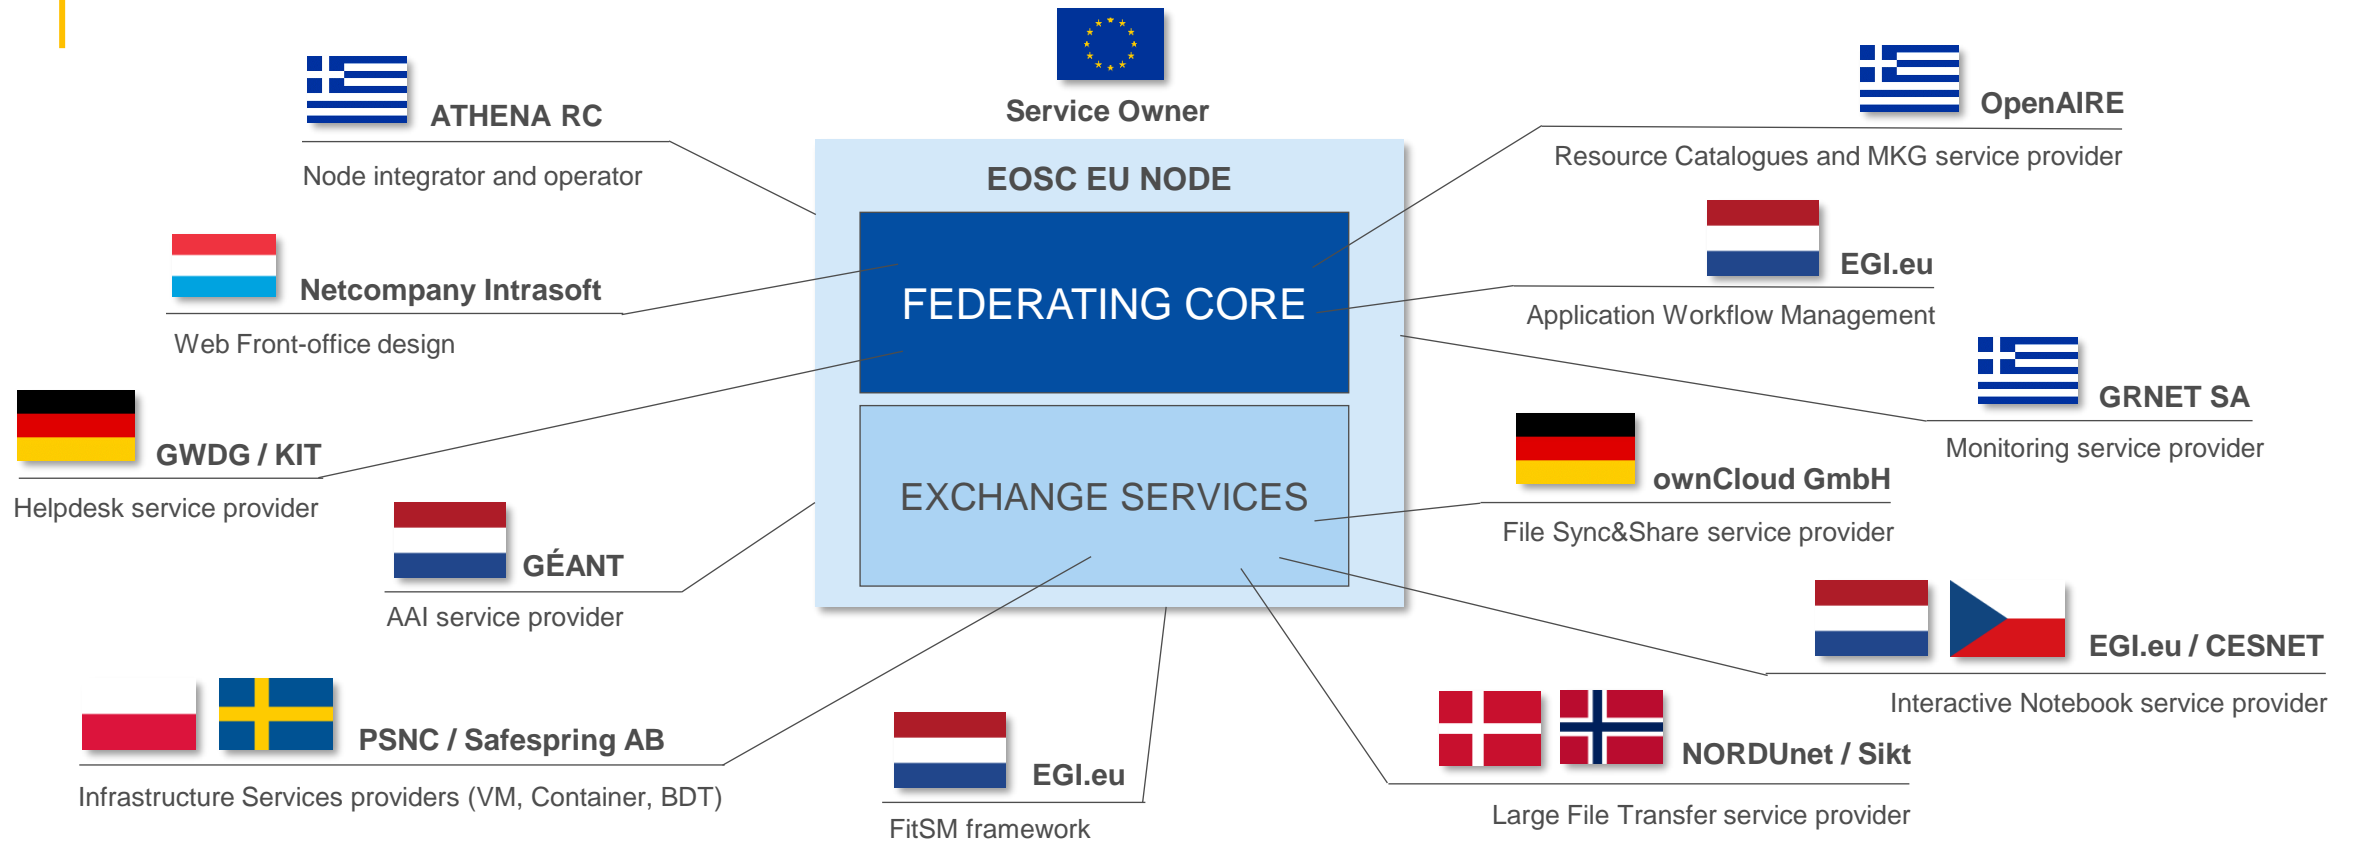 Service Owner
ATHENA RC
Node integrator and operator
OpenAIRE
Resource Catalogues and MKG service provider
EOSC EU NODE
FEDERATING CORE
Netcompany Intrasoft
Web Front-office design
EGI.eu
Application Workflow Management
GRNET SA
Monitoring service provider
GWDG / KIT
Helpdesk service provider
EXCHANGE SERVICES
ownCloud GmbH
File Sync&Share service provider
GÉANT
AAI service provider
EGI.eu / CESNET
Interactive Notebook service provider
PSNC / Safespring AB
Infrastructure Services providers (VM, Container, BDT)
EGI.eu
FitSM framework
NORDUnet / Sikt
Large File Transfer service provider